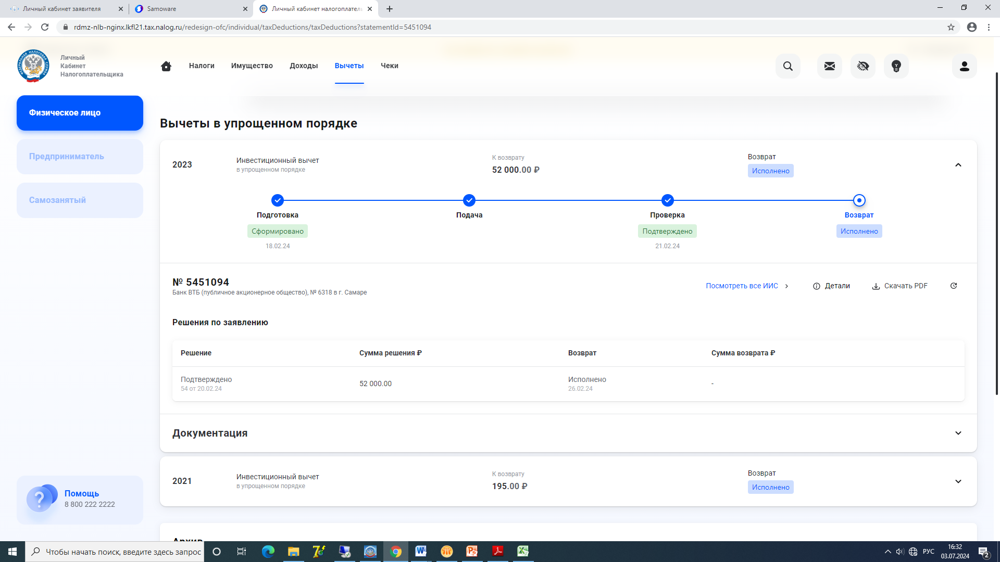 Личный кабинет заявителя
Samoware
Личный кабинет налогоплатель
rdmz-nlb-nginx.lkfl21.tax.nalog.ru/redesign-ofc/individual/taxDeductions/taxDeductions?statementId=5451094
Личный
Кабинет
Налогоплательщика
Налоги
Имущество
Доходы
Вычеты
Чеки
Физическое лицо
Предприниматель
Самозанятый
Вычеты в упрощенном порядке
2023
Инвестиционный вычет
в упрощенном порядке
К возврату
52 000.00 ₽
Возврат
Исполнено
Подготовка
Подача
Проверка
Возврат
Сформировано
Подтверждено
Исполнено
18.02.24
21.02.24
№ 5451094
Банк ВТБ (публичное акционерное общество), № 6318 в г. Самаре
Посмотреть все ИИС
Детали
Скачать PDF
Решения по заявлению
Решение
Сумма решения ₽
Возврат
Сумма возврата ₽
Подтверждено
54 от 20.02.24
52 000.00
Исполнено
26.02.24
-
Документация
2021
Инвестиционный вычет
в упрощенном порядке
К возврату
195.00 ₽
Возврат
Исполнено
Помощь
8 800 222 2222
Архив
Чтобы начать поиск, введите здесь запрос
РУС
16:32
03.07.2024
2